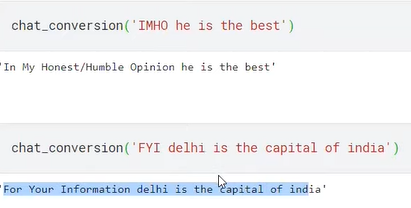 chat_conversion('IMHO he is the best')
'In My Honest/Humble Opinion he is the best'
chat_conversion('FYI delhi is the capital of india')
'For Your Information delhi is the capital of india'